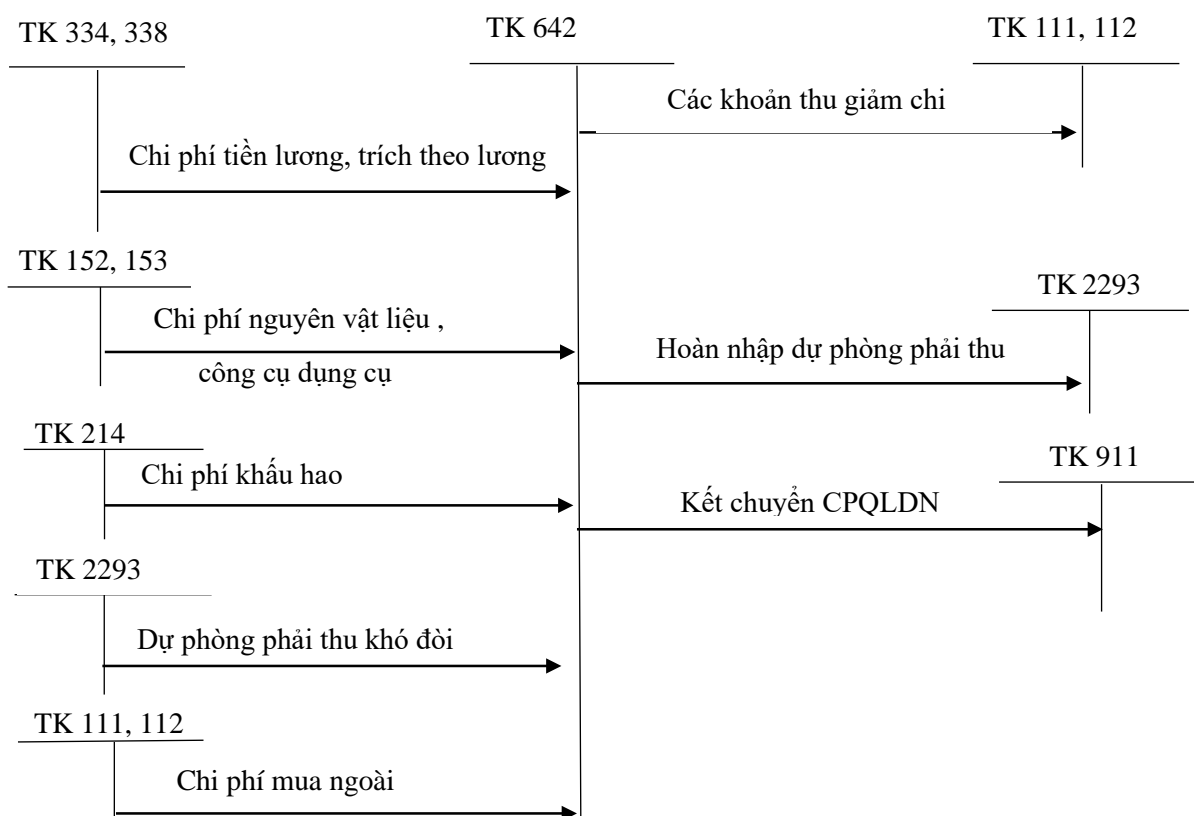 TK 334, 338
TK 642
TK 111, 112
Các khoản thu giảm chi
Chi phí tiền lương, trích theo lương
TK 152, 153
TK 2293
Chi phí nguyên vật liệu ,
công cụ dụng cụ
Hoàn nhập dự phòng phải thu
TK 214
TK 911
Chi phí khấu hao
Kết chuyển CPQLDN
TK 2293
Dự phòng phải thu khó đòi
TK 111, 112
Chi phí mua ngoài